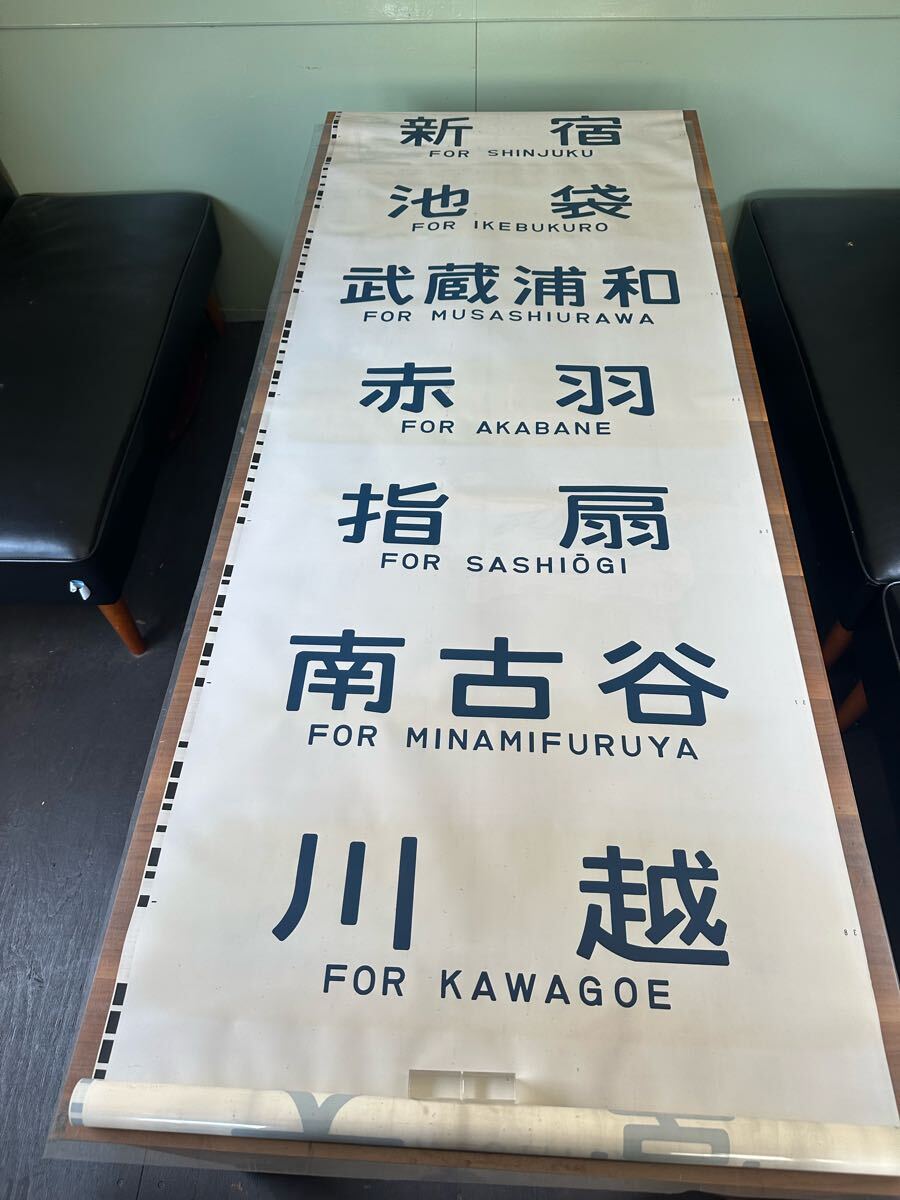 新宿
FOR SHINJUKU
池袋
FOR IKEBUKURO
武蔵浦和
FOR MUSASHIURAWA
赤羽
FOR AKABANE
指扇
FOR SASHIŌGI
南古谷
FOR MINAMIFURUYA
川越
FOR KAWAGOE